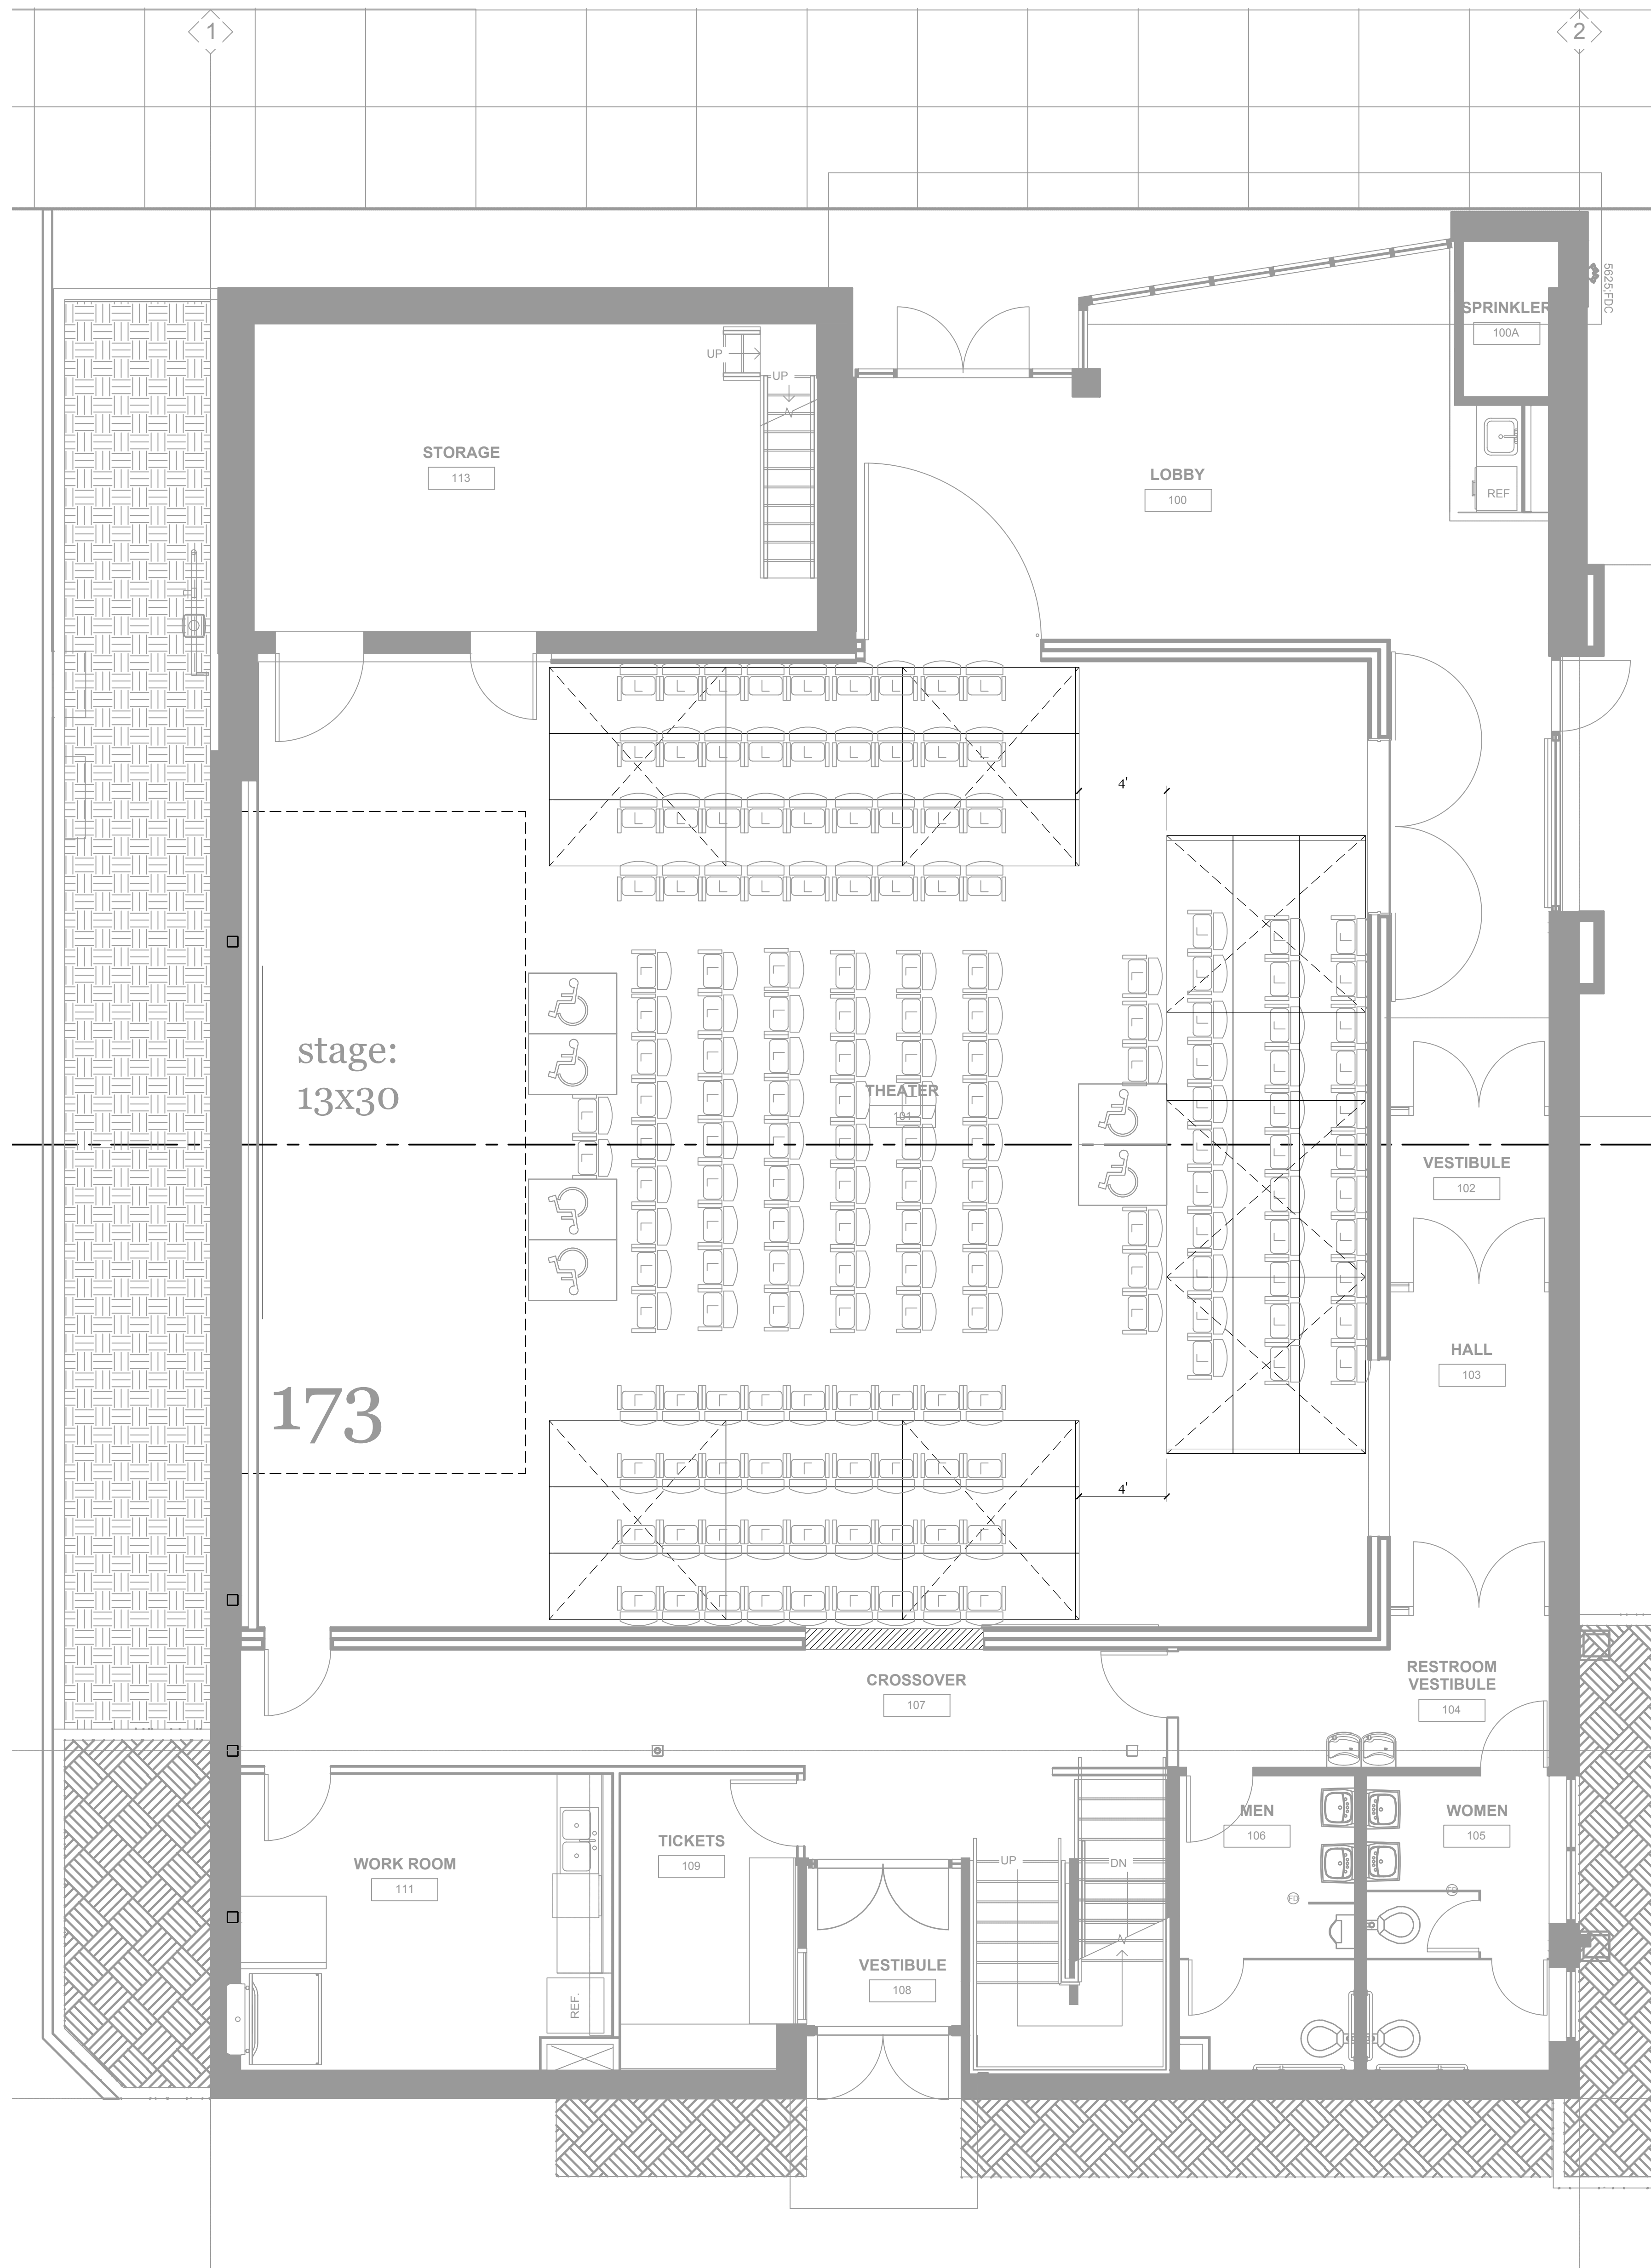 1
2
5625;FDC
SPRINKLER
100A
UP
UP
STORAGE
113
LOBBY
100
REF
4'
stage:
13x30
THEATER
101
VESTIBULE
102
HALL
103
173
4'
CROSSOVER
107
RESTROOM
VESTIBULE
104
MEN
106
WOMEN
105
TICKETS
109
WORK ROOM
111
UP
DN
FD
FD
VESTIBULE
108
REF.